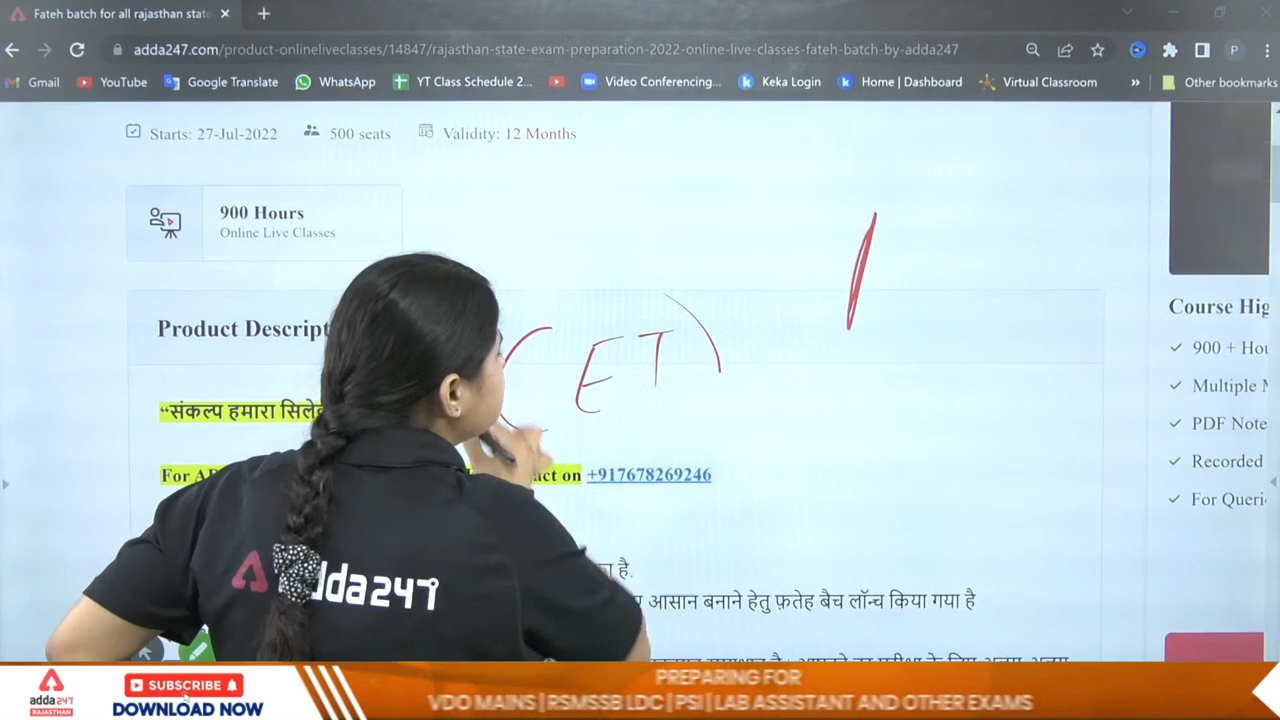 Fateh batch for all rajasthan state
adda247.com/product-onlineliveclasses/14847/rajasthan-state-exam-preparation-2022-online-live-classes-fateh-batch-by-adda247
P
Gmail YouTube Google Translate WhatsApp YT Class Schedule 2... Video Conferencing... Keka Login Home | Dashboard Virtual Classroom » Other bookmarks
Starts: 27-Jul-2022 500 seats Validity: 12 Months
900 Hours
Online Live Classes
Product Descript
CET
Course Hig
900 + Hou
Multiple M
PDF Note
Recorded
For Queri
“संकल्प हमारा
act on +917678269246
है.
आसान बनाने हेतु फ़तेह बैच लॉन्च किया गया है
adda247
adda247
RAJASTHAN
SUBSCRIBE
DOWNLOAD NOW
PREPARING FOR
VDO MAINS | RSMSSB LDC | PSI | LAB ASSISTANT AND OTHER EXAMS